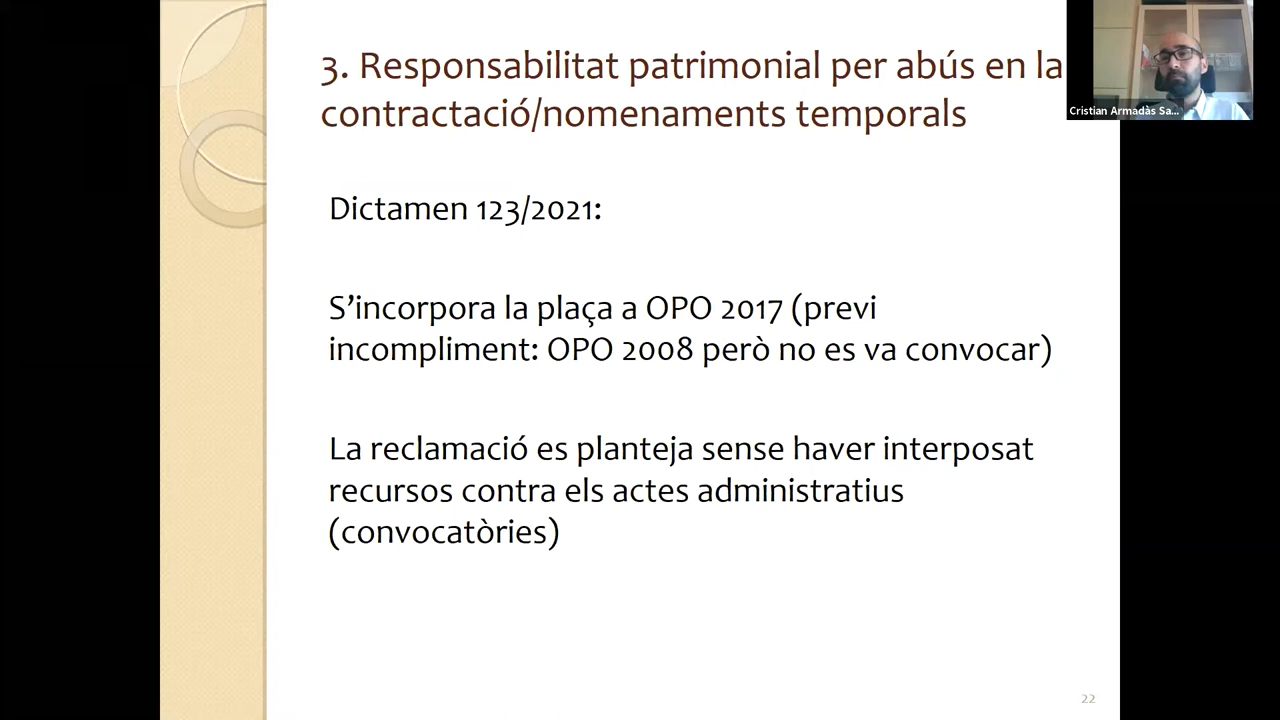 3. Responsabilitat patrimonial per abús en la
contractació/nomenaments temporals
Cristian Armadàs Sa...
Dictamen 123/2021:
S’incorpora la plaça a OPO 2017 (previ
incompliment: OPO 2008 però no es va convocar)
La reclamació es planteja sense haver interposat
recursos contra els actes administratius
(convocatòries)
22